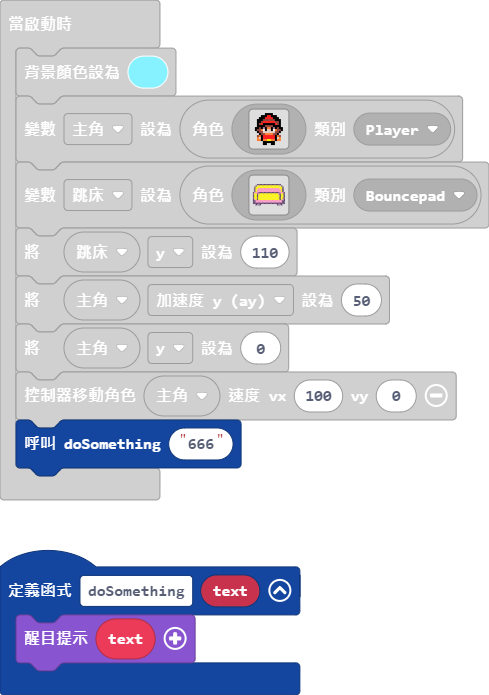 當啟動時
背景顏色設為
變數 主角 設為 角色 類別 Player
變數 跳床 設為 角色 類別 Bouncepad
將 跳床 y 設為 110
將 主角 加速度 y (ay) 設為 50
將 主角 y 設為 0
控制器移動角色 主角 速度 vx 100 vy 0
呼叫 doSomething "666"
定義函式 doSomething text
醒目提示 text